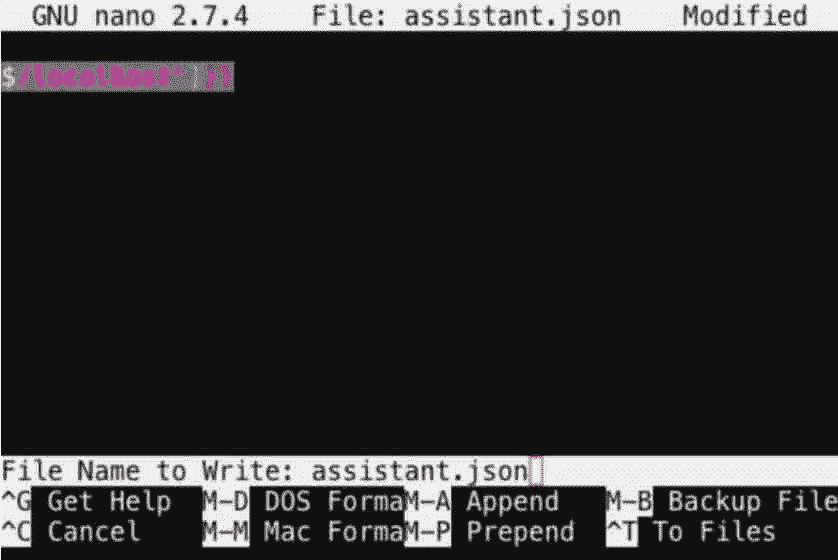 GNU nano 2.7.4 File: assistant.json Modified
$/localhost"]}}
File Name to Write: assistant.json
^G Get Help M-D DOS Forma M-A Append M-B Backup File
^C Cancel M-M Mac Forma M-P Prepend ^T To Files